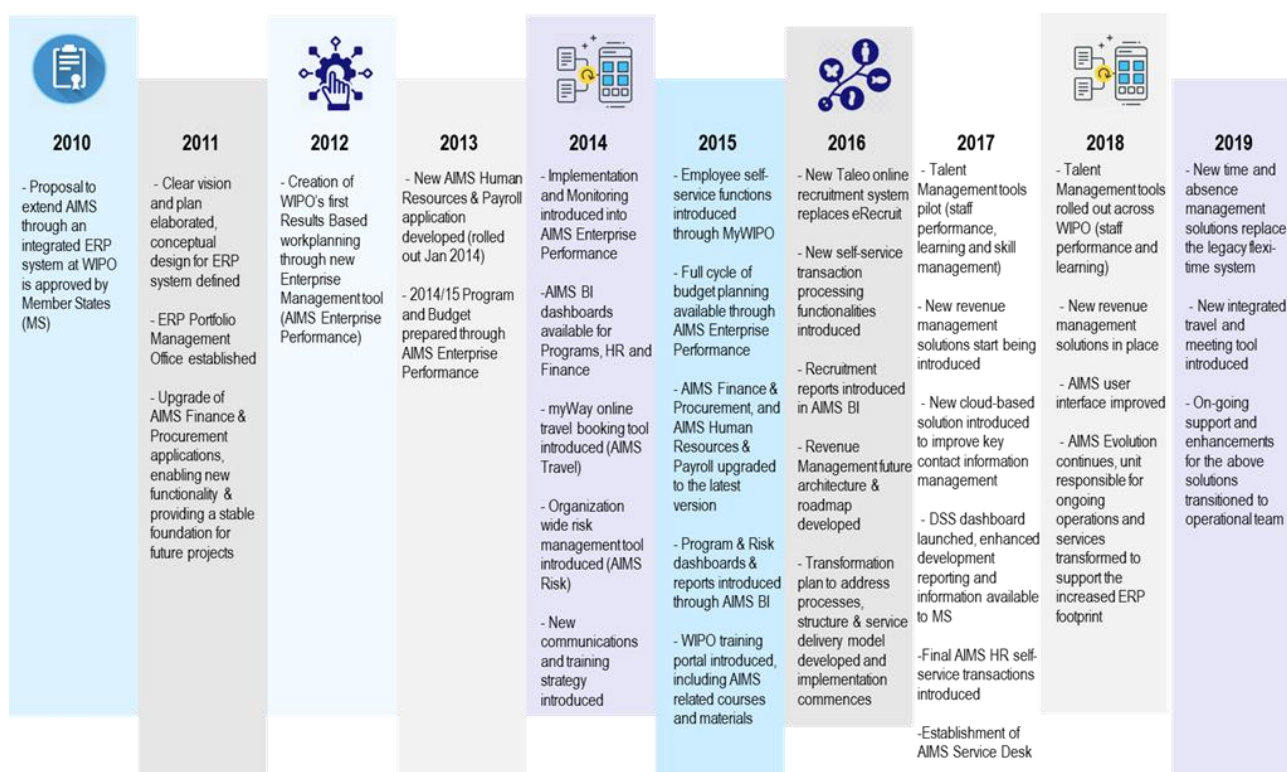 2010
- Proposal to
extend AIMS
through an
integrated ERP
system at WIPO
is approved by
Member States
(MS)
2011
- Clear vision
and plan
elaborated,
conceptual
design for ERP
system defined
- ERP Portfolio
Management
Office established
- Upgrade of
AIMS Finance &
Procurement
applications,
enabling new
functionality &
providing a stable
foundation for
future projects
2012
- Creation of
WIPO's first
Results Based
workplanning
through new
Enterprise
Management tool
(AIMS Enterprise
Performance)
2013
- New AIMS Human
Resources & Payroll
application
developed (rolled
out Jan 2014)
- 2014/15 Program
and Budget
prepared through
AIMS Enterprise
Performance
2014
- Implementation
and Monitoring
introduced into
AIMS Enterprise
Performance
-AIMS BI
dashboards
available for
Programs, HR and
Finance
- myWay online
travel booking tool
introduced (AIMS
Travel)
- Organization
wide risk
management tool
introduced (AIMS
Risk)
- New
communications
and training
strategy
introduced
2015
- Employee self-
service functions
introduced
through MyWIPO
- Full cycle of
budget planning
available through
AIMS Enterprise
Performance
- AIMS Finance &
Procurement, and
AIMS Human
Resources &
Payroll upgraded
to the latest
version
- Program & Risk
dashboards &
reports introduced
through AIMS BI
- WIPO training
portal introduced,
including AIMS
related courses
and materials
2016
- New Taleo online
recruitment system
replaces eRecruit
- New self-service
transaction
processing
functionalities
introduced
- Recruitment
reports introduced
in AIMS BI
- Revenue
Management future
architecture &
roadmap
developed
- Transformation
plan to address
processes,
structure & service
delivery model
developed and
implementation
commences
2017
- Talent
Management tools
pilot (staff
performance,
learning and skill
management)
- New revenue
management
solutions start being
introduced
- New cloud-based
solution introduced
to improve key
contact information
management
- DSS dashboard
launched, enhanced
development
reporting and
information available
to MS
-Final AIMS HR self-
service transactions
introduced
-Establishment of
AIMS Service Desk
2018
- Talent
Management tools
rolled out across
WIPO (staff
performance and
learning)
- New revenue
management
solutions in place
- AIMS user
interface improved
- AIMS Evolution
continues, unit
responsible for
ongoing
operations and
services
transformed to
support the
increased ERP
footprint
2019
- New time and
absence
management
solutions replace
the legacy flexi-
time system
- New integrated
travel and
meeting tool
introduced
- On-going
support and
enhancements
for the above
solutions
transitioned to
operational team